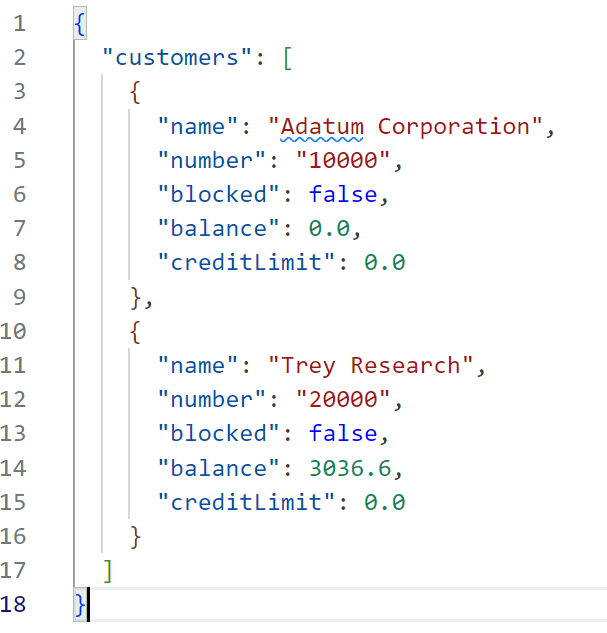 1 {
2   "customers": [
3     {
4       "name": "Adatum Corporation",
5       "number": "10000",
6       "blocked": false,
7       "balance": 0.0,
8       "creditLimit": 0.0
9     },
10     {
11       "name": "Trey Research",
12       "number": "20000",
13       "blocked": false,
14       "balance": 3036.6,
15       "creditLimit": 0.0
16     }
17   ]
18 }